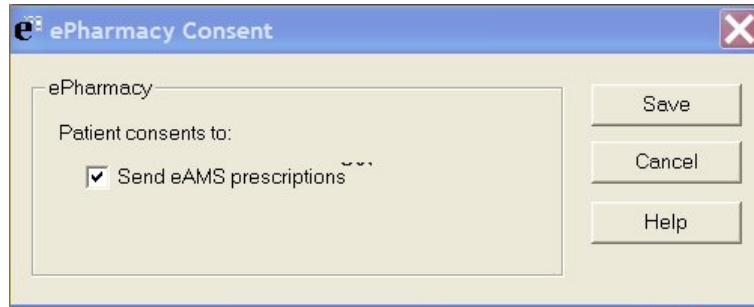 ePharmacy Consent
ePharmacy
Patient consents to:
Send eAMS prescriptions
Save
Cancel
Help